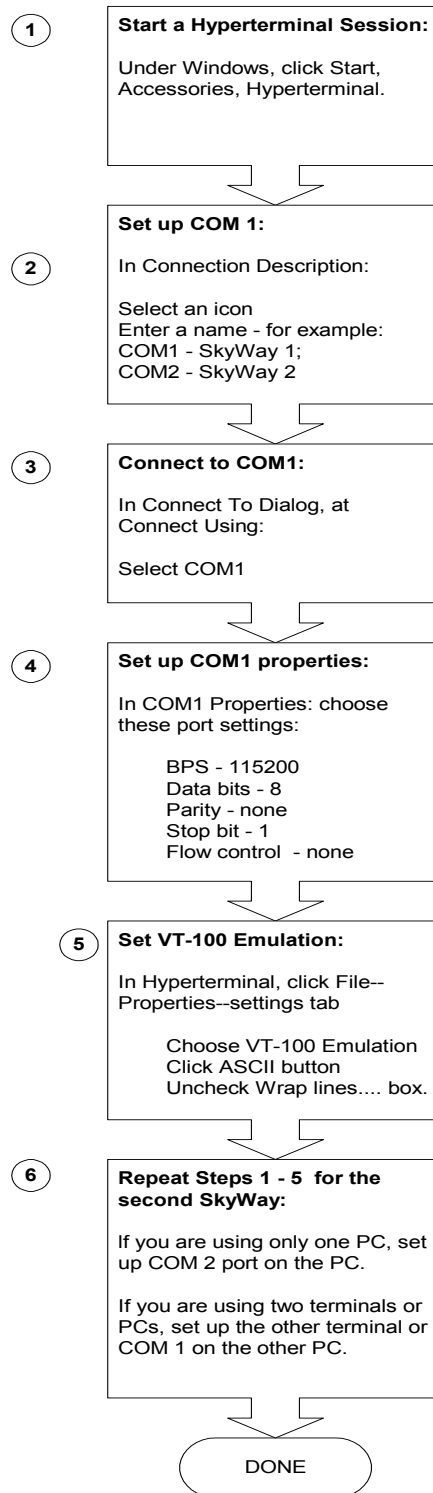 1
Start a Hyperterminal Session:
Under Windows, click Start,
Accessories, Hyperterminal.
2
Set up COM 1:
In Connection Description:
Select an icon
Enter a name - for example:
COM1 - SkyWay 1;
COM2 - SkyWay 2
3
Connect to COM1:
In Connect To Dialog, at
Connect Using:
Select COM1
4
Set up COM1 properties:
In COM1 Properties: choose
these port settings:
BPS - 115200
Data bits - 8
Parity - none
Stop bit - 1
Flow control - none
5
Set VT-100 Emulation:
In Hyperterminal, click File--
Properties--settings tab
Choose VT-100 Emulation
Click ASCII button
Uncheck Wrap lines.... box.
6
Repeat Steps 1 - 5 for the
second SkyWay:
If you are using only one PC, set
up COM 2 port on the PC.
If you are using two terminals or
PCs, set up the other terminal or
COM 1 on the other PC.
DONE